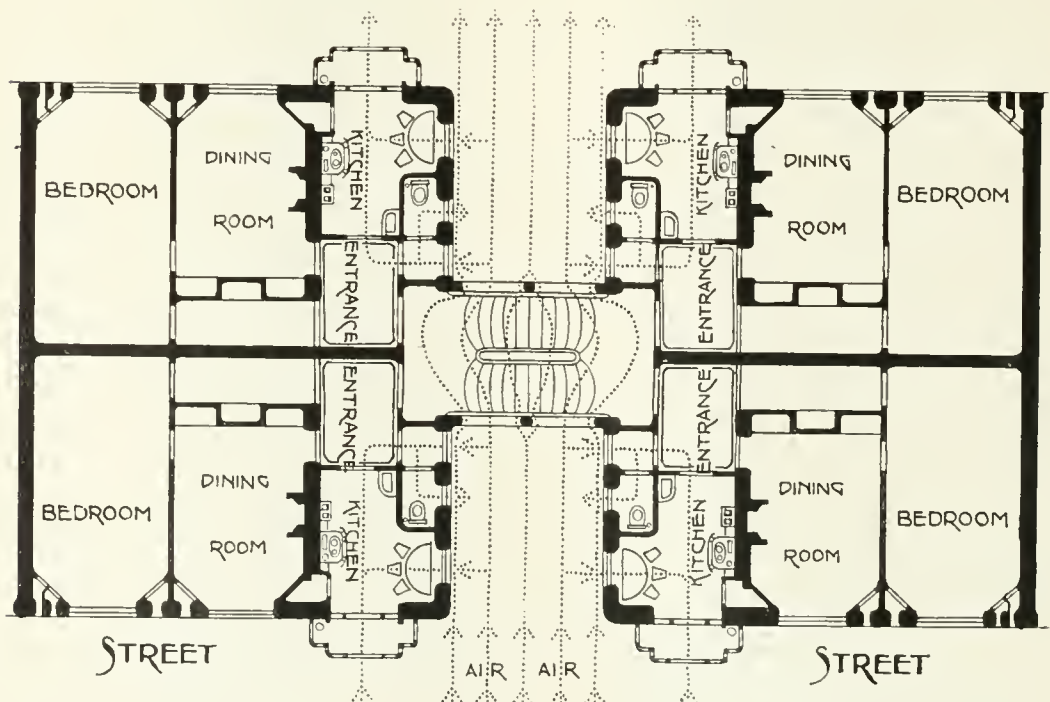 KITCHEN
KITCHEN
DINING
DINING
BEDROOM
BEDROOM
ROOM
ROOM
ENTRANCE
ENTRANCE
ENTRANCE
ENTRANCE
DINING
DINING
BEDROOM
BEDROOM
KITCHEN
KITCHEN
ROOM
ROOM
STREET
AIR
AIR
STREET